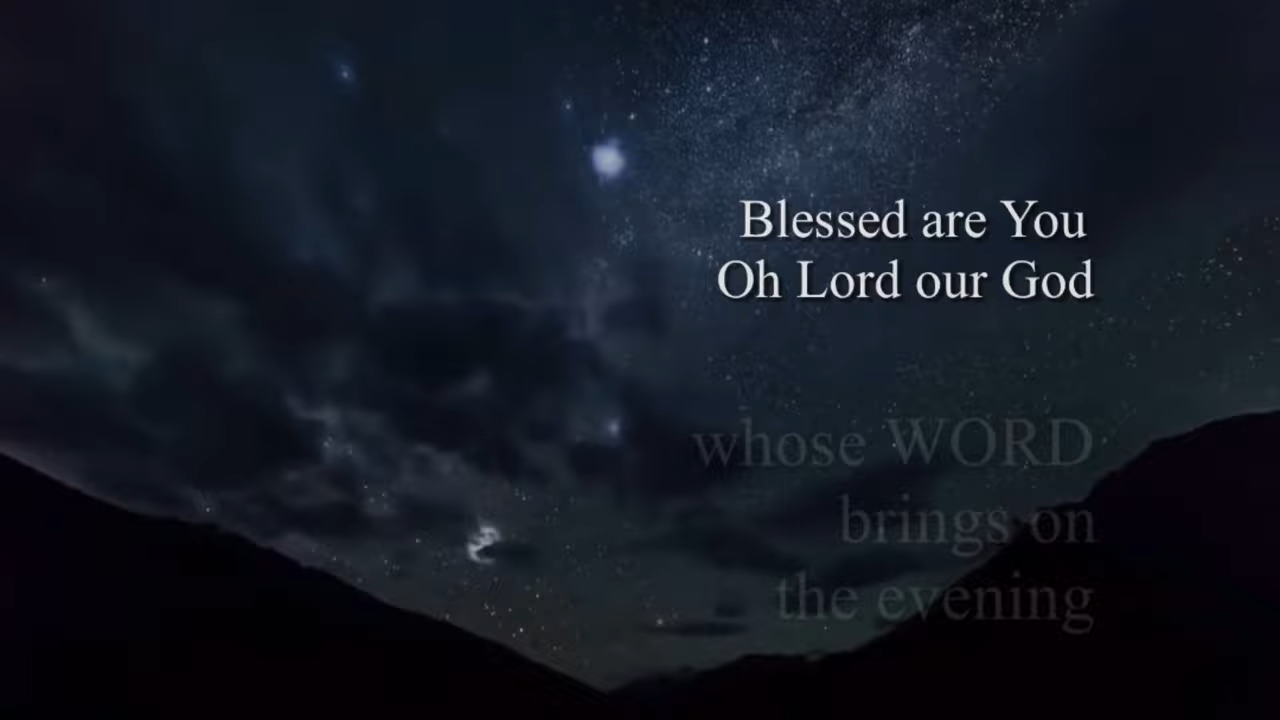 Blessed are You
Oh Lord our God
whose WORD
brings on
the evening